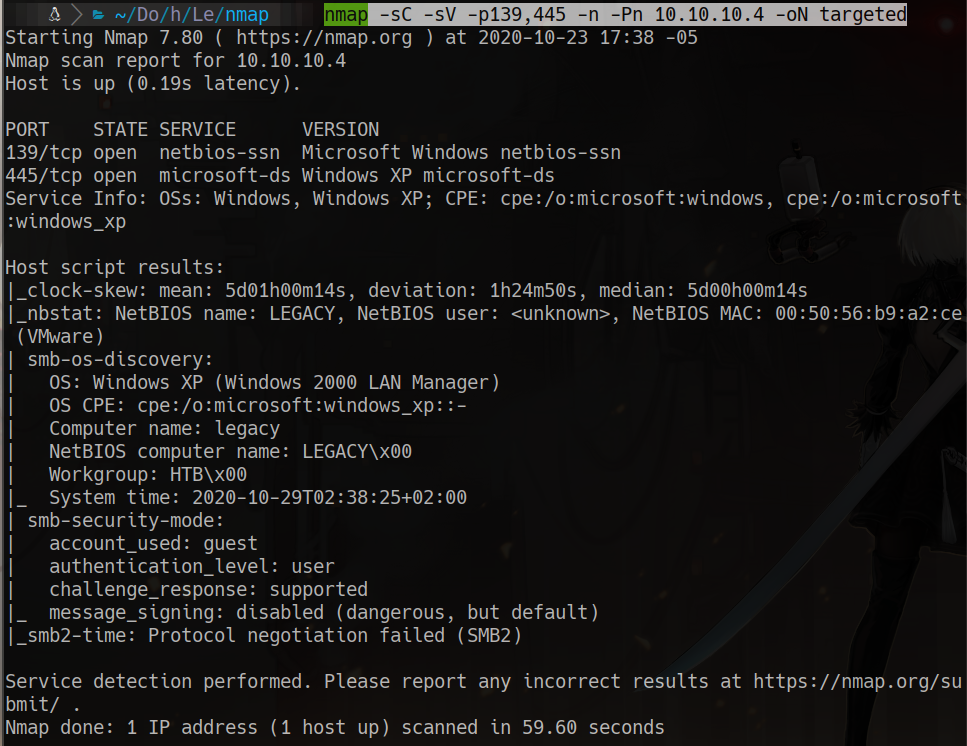 ~/Do/h/Le/nmap nmap -sC -sV -p139,445 -n -Pn 10.10.10.4 -oN targeted
Starting Nmap 7.80 ( https://nmap.org ) at 2020-10-23 17:38 -05
Nmap scan report for 10.10.10.4
Host is up (0.19s latency).
PORT    STATE SERVICE      VERSION
139/tcp open  netbios-ssn  Microsoft Windows netbios-ssn
445/tcp open  microsoft-ds Windows XP microsoft-ds
Service Info: OSs: Windows, Windows XP; CPE: cpe:/o:microsoft:windows, cpe:/o:microsoft
:windows_xp
Host script results:
|_clock-skew: mean: 5d01h00m14s, deviation: 1h24m50s, median: 5d00h00m14s
|_nbstat: NetBIOS name: LEGACY, NetBIOS user: <unknown>, NetBIOS MAC: 00:50:56:b9:a2:ce
 (VMware)
| smb-os-discovery:
|   OS: Windows XP (Windows 2000 LAN Manager)
|   OS CPE: cpe:/o:microsoft:windows_xp::-
|   Computer name: legacy
|   NetBIOS computer name: LEGACY\x00
|   Workgroup: HTB\x00
|_  System time: 2020-10-29T02:38:25+02:00
| smb-security-mode:
|   account_used: guest
|   authentication_level: user
|   challenge_response: supported
|_  message_signing: disabled (dangerous, but default)
|_smb2-time: Protocol negotiation failed (SMB2)
Service detection performed. Please report any incorrect results at https://nmap.org/su
bmit/ .
Nmap done: 1 IP address (1 host up) scanned in 59.60 seconds